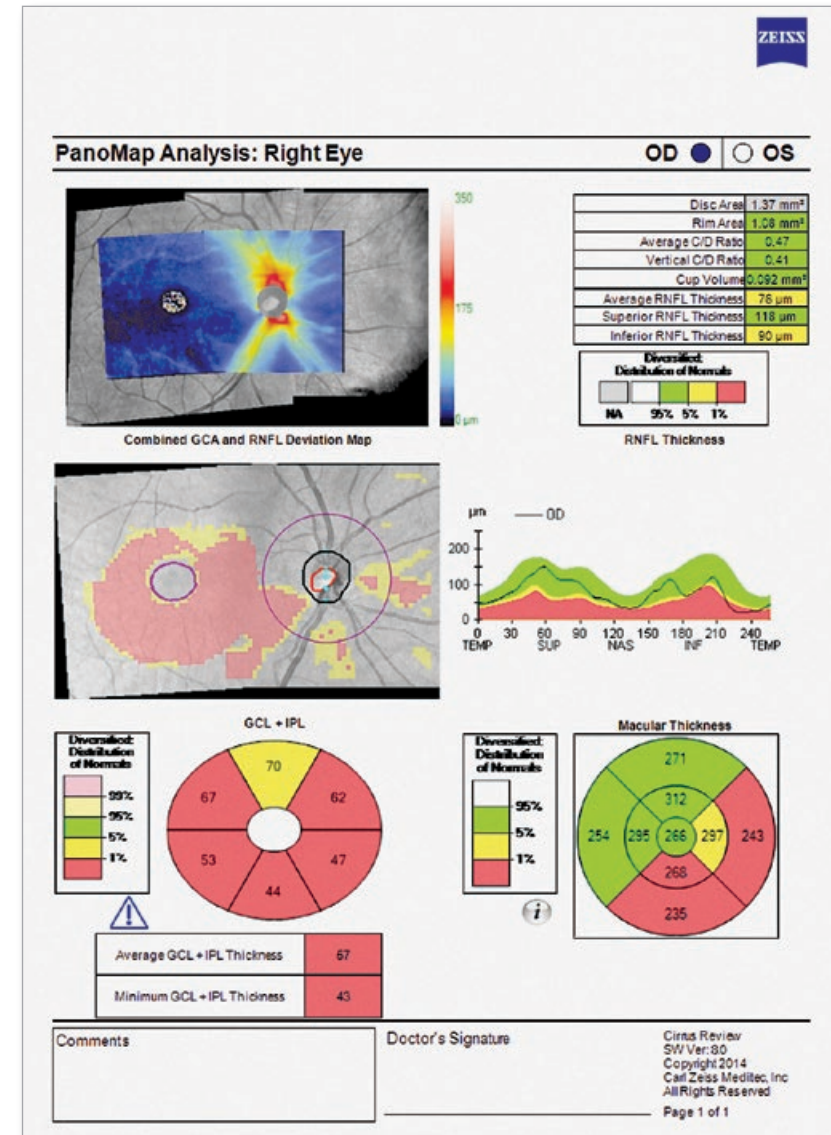 ZEISS
PanoMap Analysis: Right Eye
OD OS
350
175
0 µm
Combined GCA and RNFL Deviation Map
Disc Area 1.37 mm²
Rim Area 1.08 mm²
Average C/D Ratio 0.47
Vertical C/D Ratio 0.41
Cup Volume 0.092 mm³
Average RNFL Thickness 76 µm
Superior RNFL Thickness 118 µm
Inferior RNFL Thickness 90 µm
Diversified:
Distribution of Normals
NA 95% 5% 1%
RNFL Thickness
µm OD
200
100
0
0 30 60 90 120 150 180 210 240
TEMP SUP NAS INF TEMP
GCL + IPL
Diversified:
Distribution
of Normals
99%
95%
5%
1%
70
67 62
53 47
44
Average GCL + IPL Thickness 57
Minimum GCL + IPL Thickness 43
Macular Thickness
Diversified:
Distribution
of Normals
95%
5%
1%
i
271
312
254 295 266 297 243
268
235
Comments
Doctor's Signature
Cirrus Review
SW Ver: 8.0
Copyright 2014
Carl Zeiss Meditec, Inc
All Rights Reserved
Page 1 of 1